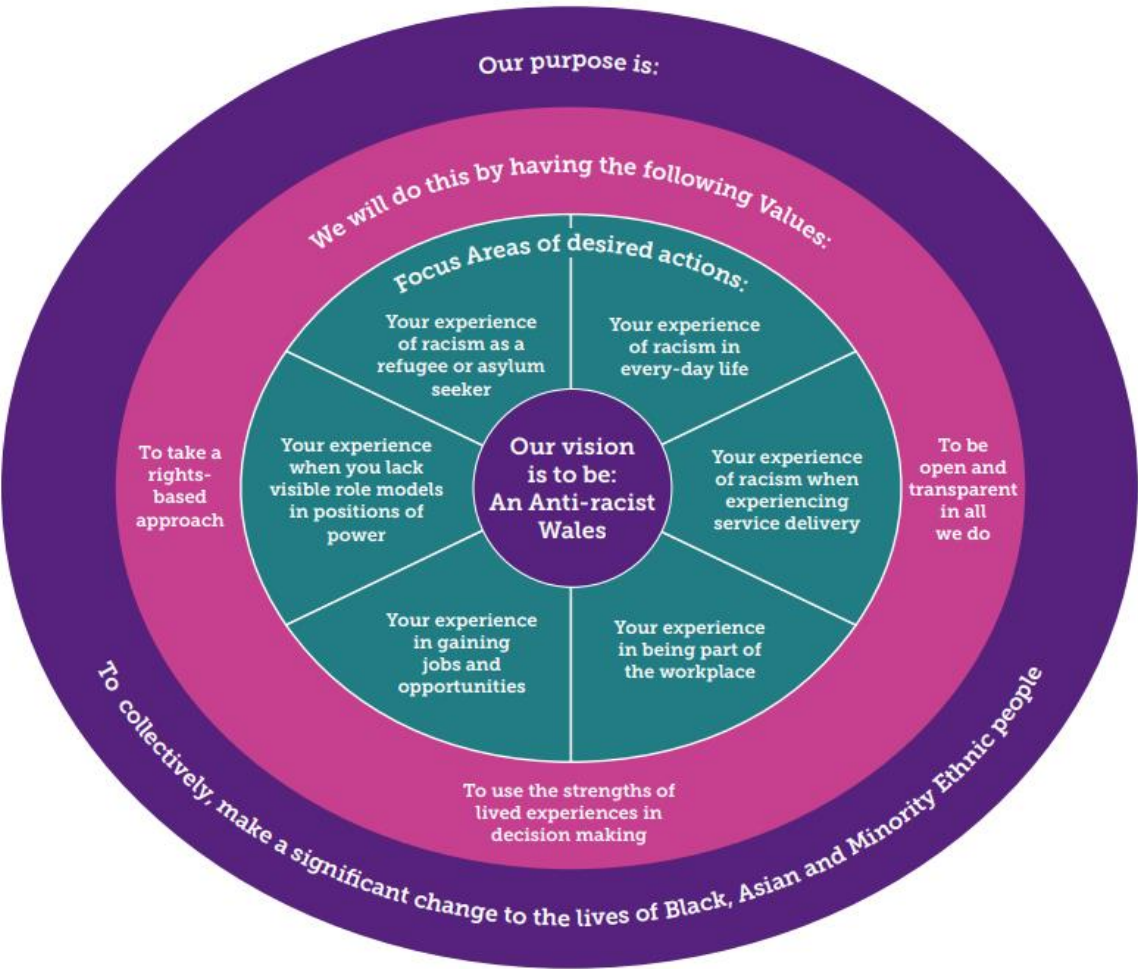 Our purpose is:
We will do this by having the following Values:
Focus Areas of desired actions:
Your experience
of racism as a
refugee or asylum
seeker
Your experience
of racism in
every-day life
To take a
rights-
based
approach
Your experience
when you lack
visible role models
in positions of
power
Our vision
is to be:
An Anti-racist
Wales
Your experience
of racism when
experiencing
service delivery
To be
open and
transparent
in all
we do
Your experience
in gaining
jobs and
opportunities
Your experience
in being part of
the workplace
To use the strengths of
lived experiences in
decision making
To collectively, make a significant change to the lives of Black, Asian and Minority Ethnic people